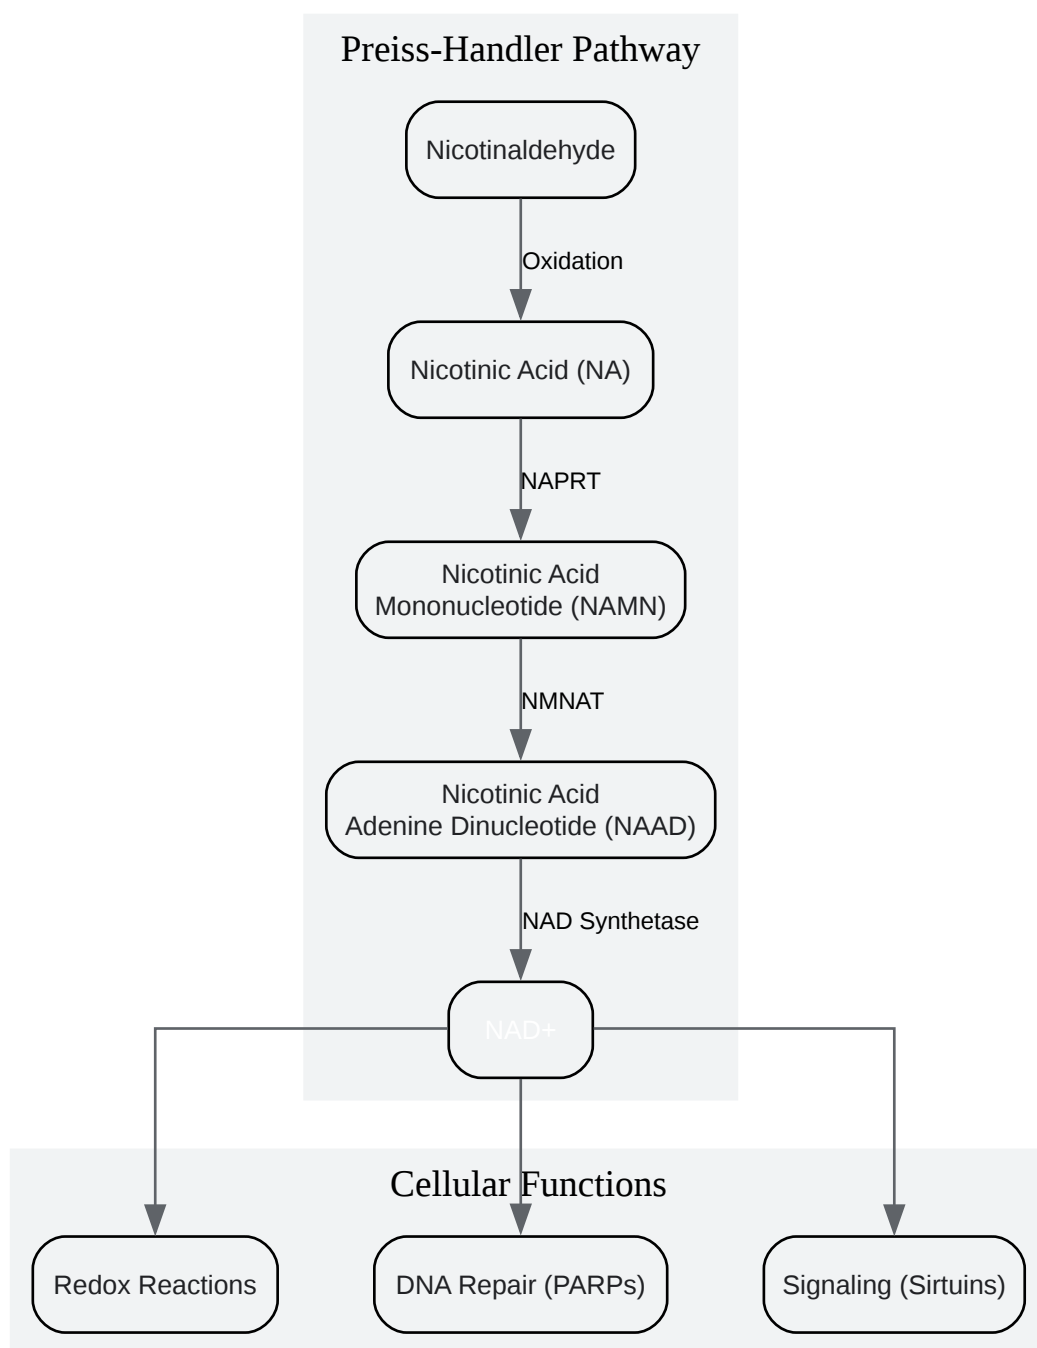 Preiss-Handler Pathway
Nicotinaldehyde
Oxidation
Nicotinic Acid (NA)
NAPRT
Nicotinic Acid
Mononucleotide (NAMN)
NMNAT
Nicotinic Acid
Adenine Dinucleotide (NAAD)
NAD Synthetase
NAD+
Cellular Functions
Redox Reactions
DNA Repair (PARPs)
Signaling (Sirtuins)